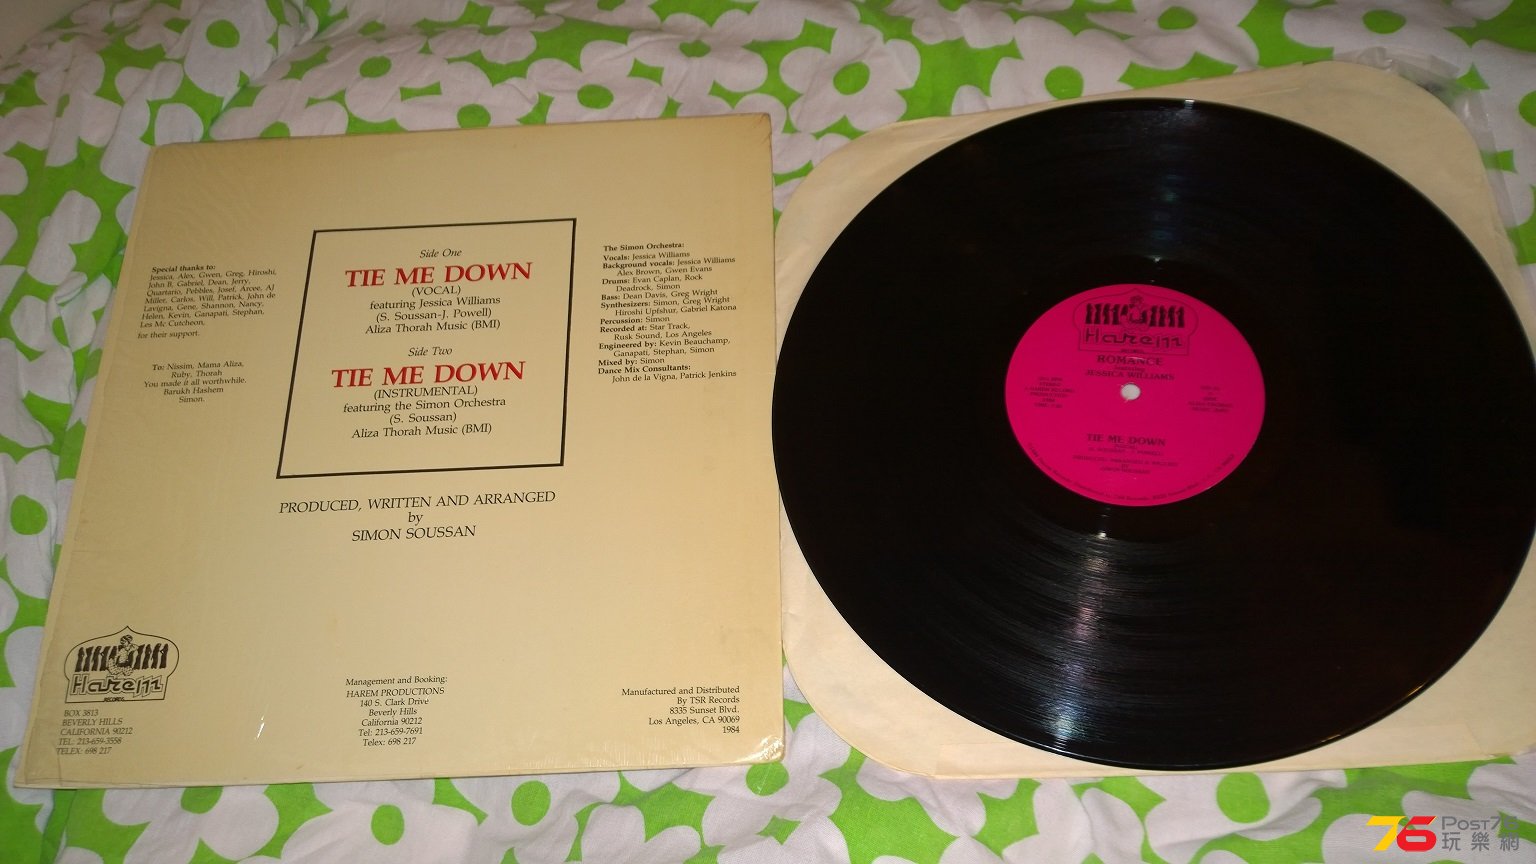 Special thanks to:
Jessica, Alex, Gwen, Greg, Hiroshi,
John B, Gabriel, Dean, Jerry,
Quartario, Pebbles, Josef, Arcee, AJ
Miller, Carlos, Will, Patrick, John de
Lavigna, Gene, Shannon, Nancy,
Helen, Kevin, Ganapati, Stephan,
Les Mc Cutcheon,
for their support.
To: Nissim, Mama Aliza,
Ruby, Thorah
You made it all worthwhile.
Barukh Hashem
Simon.
Side One
TIE ME DOWN
(VOCAL)
featuring Jessica Williams
(S. Soussan-J. Powell)
Aliza Thorah Music (BMI)
Side Two
TIE ME DOWN
(INSTRUMENTAL)
featuring the Simon Orchestra
(S. Soussan)
Aliza Thorah Music (BMI)
The Simon Orchestra:
Vocals: Jessica Williams
Background vocals: Jessica Williams
Alex Brown, Gwen Evans
Drums: Evan Caplan, Rock
Deadrock, Simon
Bass: Dean Davis, Greg Wright
Synthesizers: Simon, Greg Wright
Hiroshi Upfshur, Gabriel Katona
Percussion: Simon
Recorded at: Star Track,
Rusk Sound, Los Angeles
Engineered by: Kevin Beauchamp,
Ganapati, Stephan, Simon
Mixed by: Simon
Dance Mix Consultants:
John de la Vigna, Patrick Jenkins
PRODUCED, WRITTEN AND ARRANGED
by
SIMON SOUSSAN
Harem
RECORDS
BOX 3813
BEVERLY HILLS
CALIFORNIA 90212
TEL: 213-659-3558
TELEX: 698 217
Management and Booking:
HAREM PRODUCTIONS
140 S. Clark Drive
Beverly Hills
California 90212
Tel: 213-659-7691
Telex: 698 217
Manufactured and Distributed
By TSR Records
8335 Sunset Blvd.
Los Angeles, CA 90069
1984
Harem
RECORDS
ROMANCE
JESSICA WILLIAMS
TIE ME DOWN
76 POST76
玩樂網